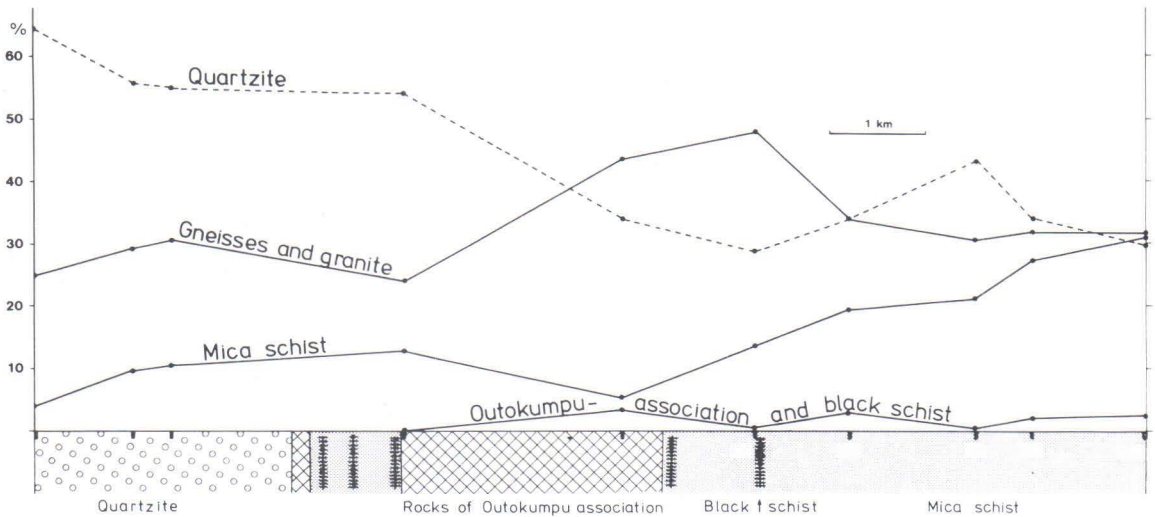 %
60
50
40
30
20
10
Quartzite
1 km
Gneisses and granite
Mica schist
Outokumpu- association and black schist
Quartzite
Rocks of Outokumpu association
Black schist
Mica schist